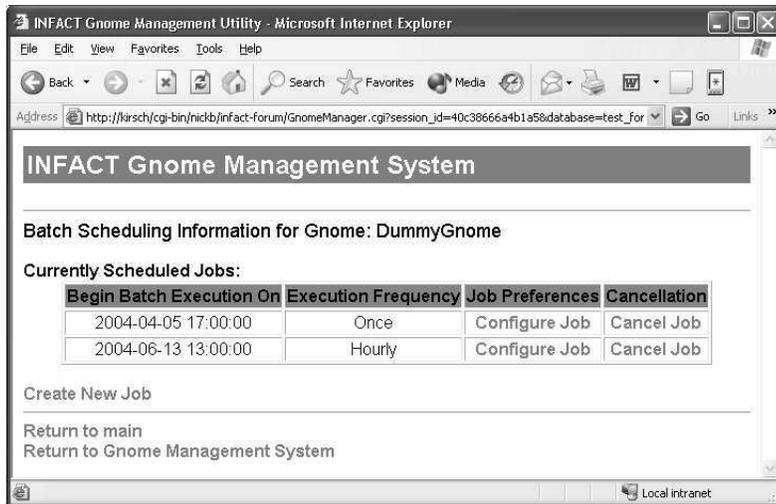 INFACT Gnome Management Utility - Microsoft Internet Explorer
File Edit View Favorites Tools Help
Back Search Favorites Media
Address http://kirsch/cgi-bin/nickb/infact-forum/GnomeManager.cgi?session_id=40c38666a4b1a58&database=test_for Go Links »
INFACT Gnome Management System
Batch Scheduling Information for Gnome: DummyGnome
Currently Scheduled Jobs:
Begin Batch Execution On Execution Frequency Job Preferences Cancellation
2004-04-05 17:00:00 Once Configure Job Cancel Job
2004-06-13 13:00:00 Hourly Configure Job Cancel Job
Create New Job
Return to main
Return to Gnome Management System
Local intranet